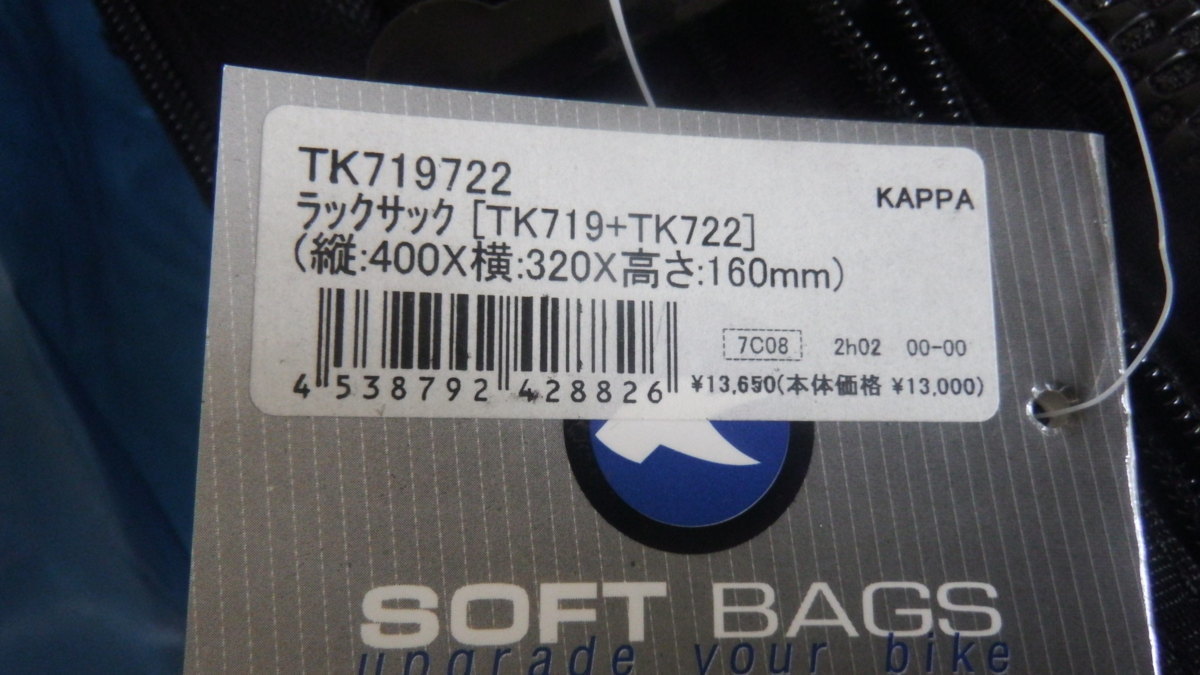 TK719722
KAPPA
ラックサック [TK719+TK722]
(縦:400X横:320X高さ:160mm)
7C08 2h02 00-00
4 538792 428826
¥13,650(本体価格 ¥13,000)
SOFT BAGS
upgrade your bike